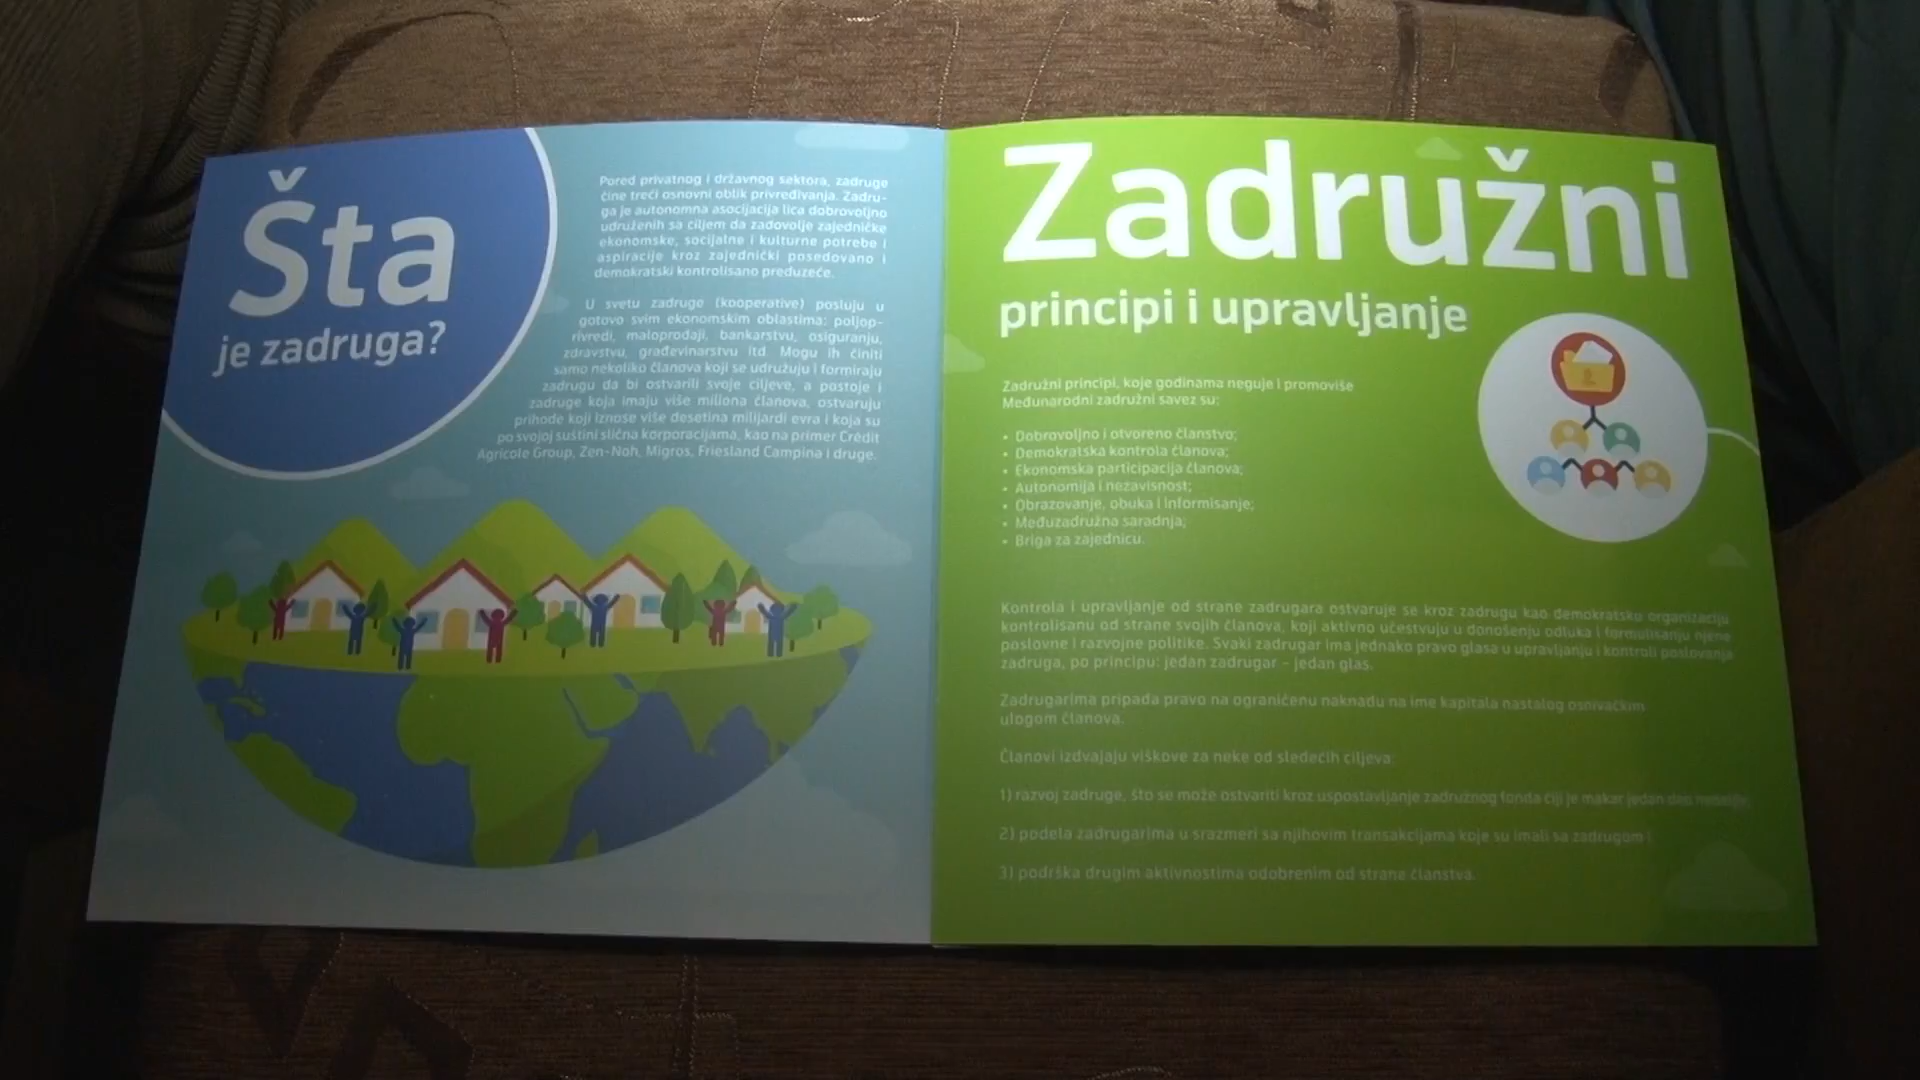 Šta
je zadruga?
Pored privatnog i državnog sektora, zadruge
čine treći osnovni oblik privređivanja. Zadru-
ga je autonomna asocijacija lica dobrovoljno
udruženih sa ciljem da zadovolje zajedničke
ekonomske, socijalne i kulturne potrebe i
aspiracije kroz zajednički posedovano i
demokratski kontrolisano preduzeće.
U svetu zadruge (kooperative) posluju u
gotovo svim ekonomskim oblastima: poljop-
rivredi, maloprodaji, bankarstvu, osiguranju,
zdravstvu, građevinarstvu itd. Mogu ih činiti
samo nekoliko članova koji se udružuju i formiraju
zadrugu da bi ostvarili svoje ciljeve, a postoje i
zadruge koja imaju više miliona članova, ostvaruju
prihode koji iznose više desetina milijardi evra i koja su
po svojoj suštini slična korporacijama, kao na primer Crédit
Agricole Group, Zen-Noh, Migros, Friesland Campina i druge.
Zadružni
principi i upravljanje
Zadružni principi, koje godinama neguje i promoviše
Međunarodni zadružni savez su:
• Dobrovoljno i otvoreno članstvo;
• Demokratska kontrola članova;
• Ekonomska participacija članova;
• Autonomija i nezavisnost;
• Obrazovanje, obuka i informisanje;
• Međuzadružna saradnja;
• Briga za zajednicu.
Kontrola i upravljanje od strane zadrugara ostvaruje se kroz zadrugu kao demokratsku organizaciju
kontrolisanu od strane svojih članova, koji aktivno učestvuju u donošenju odluka i formulisanju njene
poslovne i razvojne politike. Svaki zadrugar ima jednako pravo glasa u upravljanju i kontroli poslovanja
zadruga, po principu: jedan zadrugar – jedan glas.
Zadrugarima pripada pravo na ograničenu naknadu na ime kapitala nastalog osnivačkim
ulogom članova.
Članovi izdvajaju viškove za neke od sledećih ciljeva:
1) razvoj zadruge, što se može ostvariti kroz uspostavljanje zadružnog fonda čiji je makar jedan deo
2) podela zadrugarima u srazmeri sa njihovim transakcijama koje su imali sa zadrugom i
3) podrška drugim aktivnostima odobrenim od strane članstva.